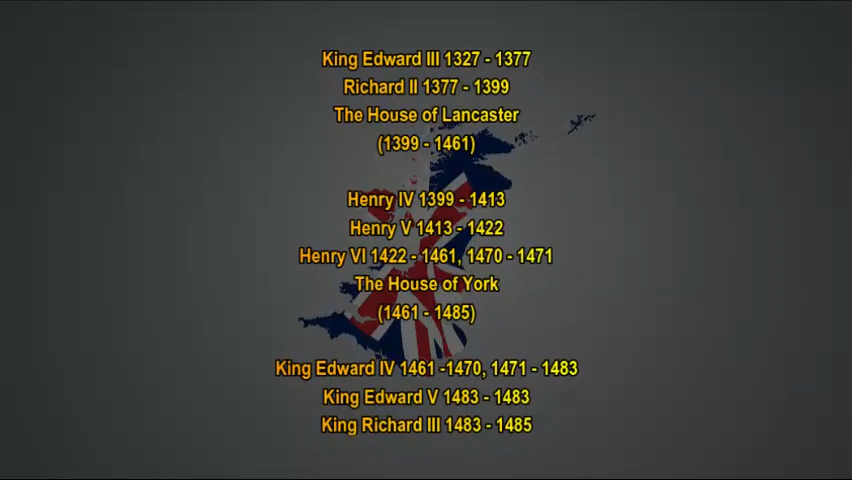 King Edward III 1327 - 1377
Richard II 1377 - 1399
The House of Lancaster
(1399 - 1461)
Henry IV 1399 - 1413
Henry V 1413 - 1422
Henry VI 1422 - 1461, 1470 - 1471
The House of York
(1461 - 1485)
King Edward IV 1461 -1470, 1471 - 1483
King Edward V 1483 - 1483
King Richard III 1483 - 1485